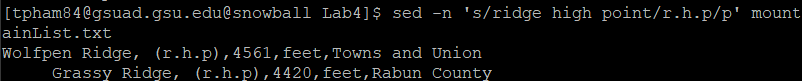 [tpham84@gsuad.gsu.edu@snowball Lab4]$ sed -n 's/ridge high point/r.h.p/p' mount
ainList.txt
Wolfpen Ridge, (r.h.p),4561,feet,Towns and Union
Grassy Ridge, (r.h.p),4420,feet,Rabun County